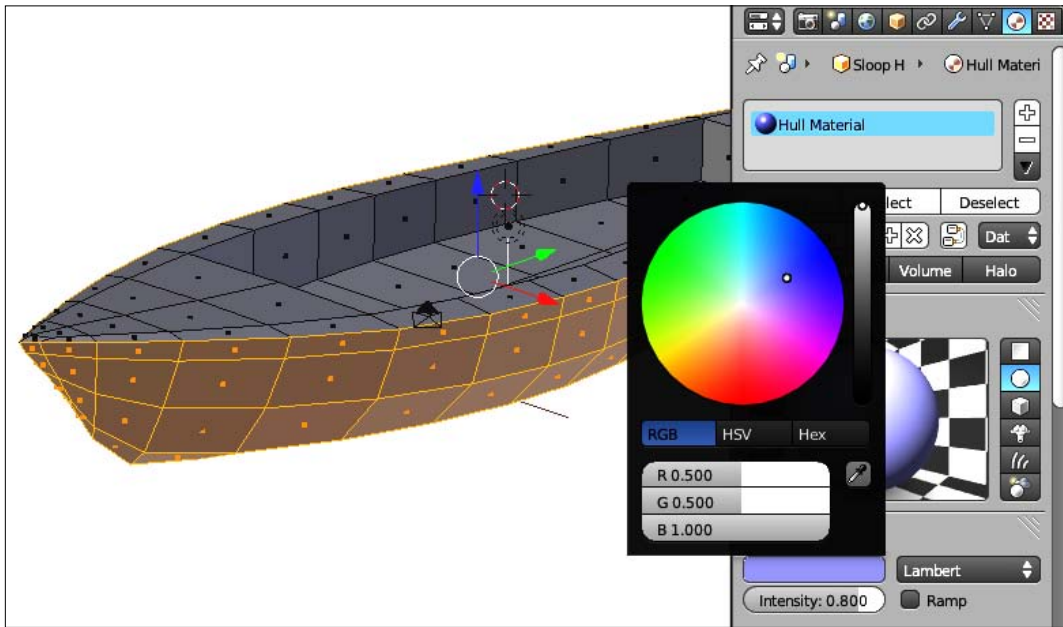 Sloop H
Hull Materi
Hull Material
lect
Deselect
Dat
Volume
Halo
RGB
HSV
Hex
R 0.500
G 0.500
B 1.000
Lambert
Intensity: 0.800
Ramp